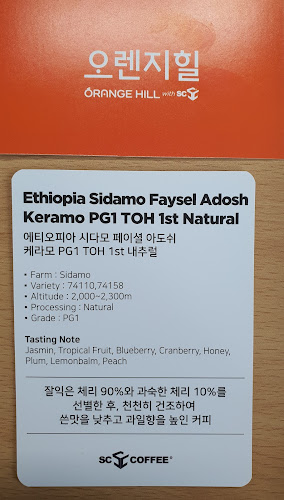 오렌지힐
ORANGE HILL with SC
Ethiopia Sidamo Faysel Adosh
Keramo PG1 TOH 1st Natural
에티오피아 시다모 페이셜 아도쉬
케라모 PG1 TOH 1st 내추럴
• Farm : Sidamo
• Variety : 74110,74158
• Altitude : 2,000~2,300m
• Processing : Natural
• Grade : PG1
Tasting Note
Jasmin, Tropical Fruit, Blueberry, Cranberry, Honey,
Plum, Lemonbalm, Peach
잘익은 체리 90%와 과숙한 체리 10%를
선별한 후, 천천히 건조하여
쓴맛을 낮추고 과일향을 높인 커피
SC COFFEE®